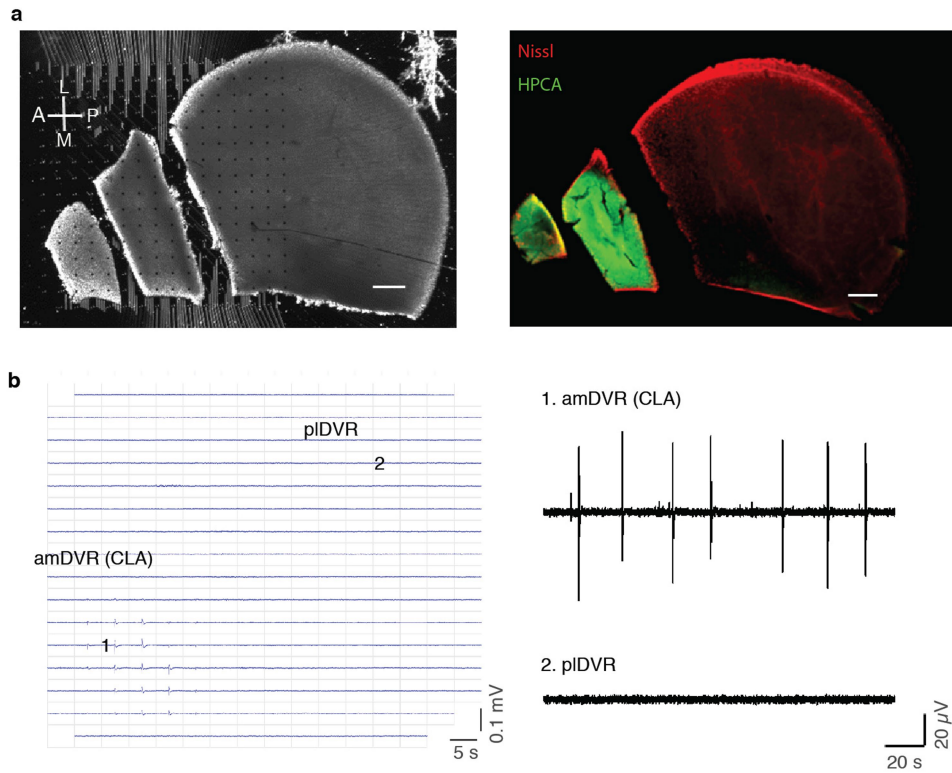 a
L
A P
M
Nissl
HPCA
b
plDVR
2
amDVR (CLA)
1
0.1 mV
5 s
1. amDVR (CLA)
2. plDVR
20 µV
20 s